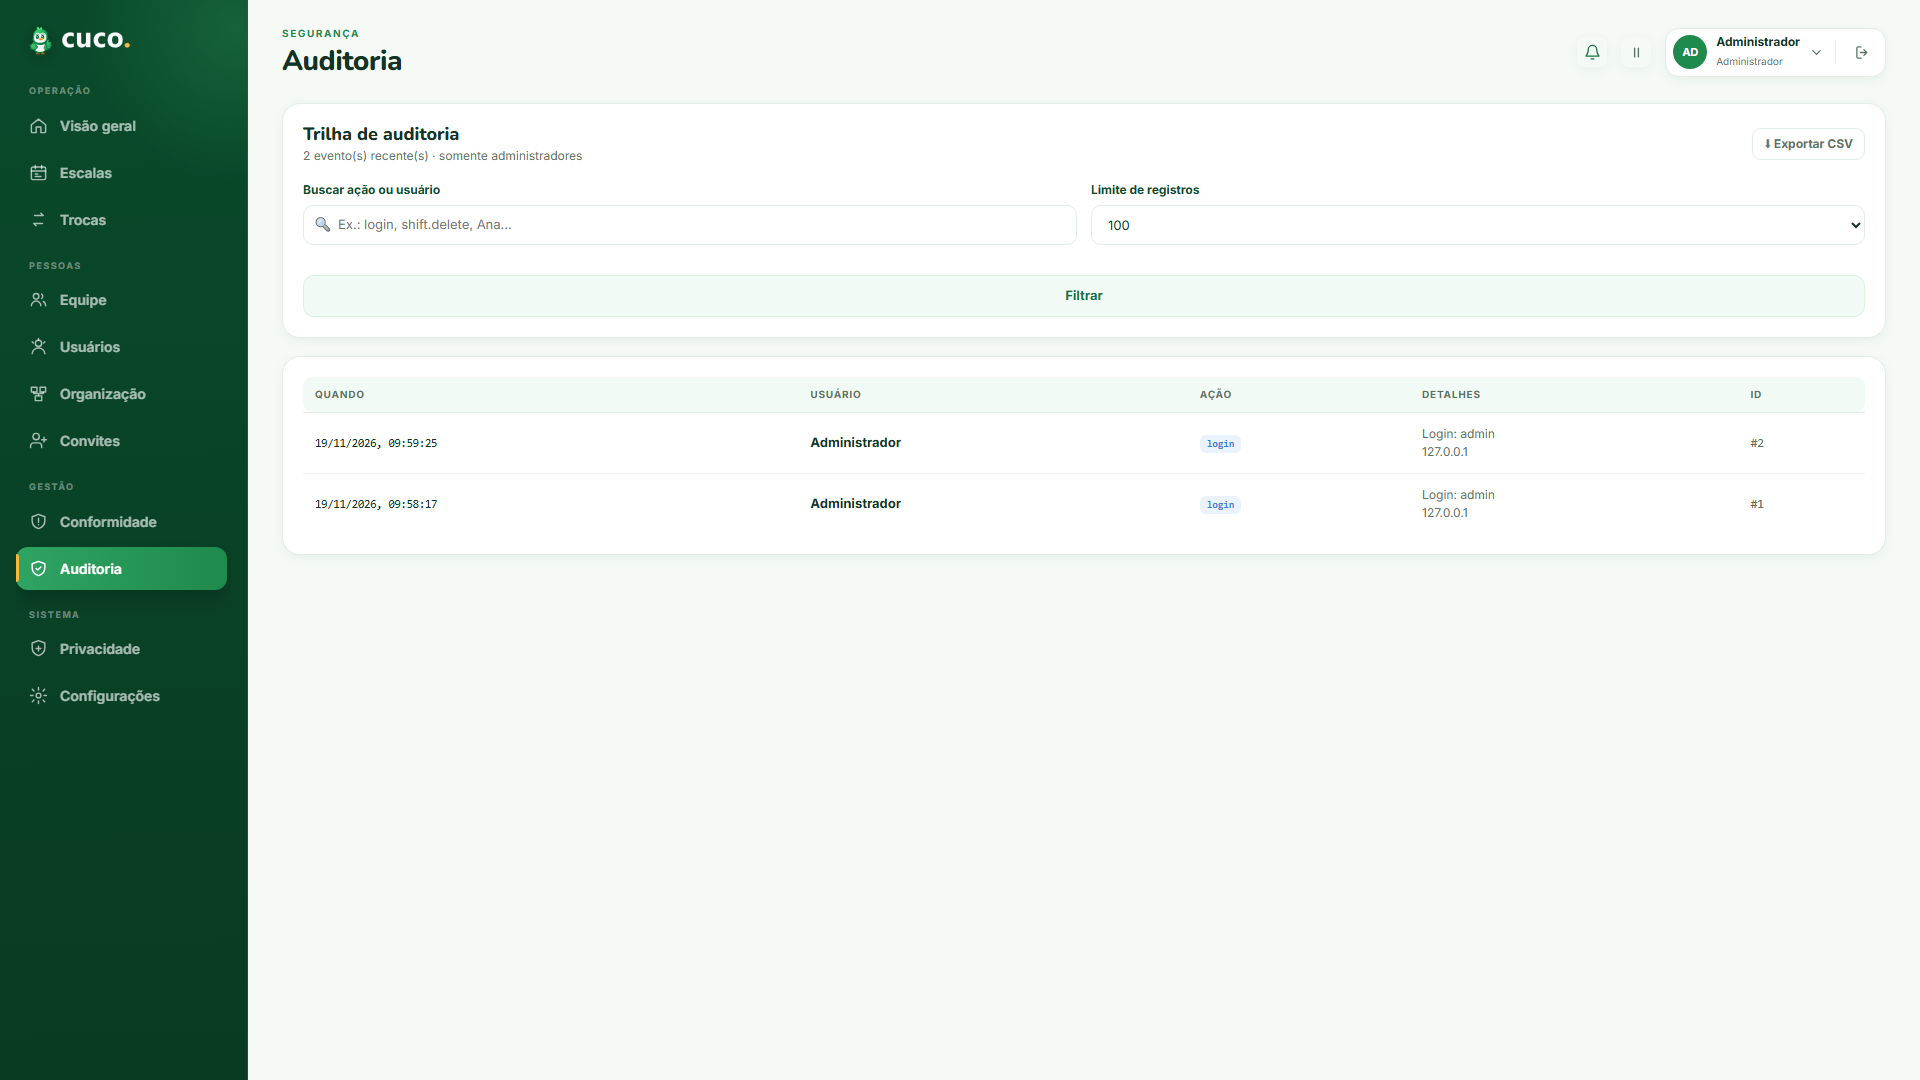 cuco.
OPERAÇÃO
Visão geral
Escalas
Trocas
PESSOAS
Equipe
Usuários
Organização
Convites
GESTÃO
Conformidade
Auditoria
SISTEMA
Privacidade
Configurações
SEGURANÇA
Auditoria
AD
Administrador
Administrador
Trilha de auditoria
2 evento(s) recente(s) · somente administradores
⬇ Exportar CSV
Buscar ação ou usuário
🔍 Ex.: login, shift.delete, Ana...
Limite de registros
100
Filtrar
QUANDO USUÁRIO AÇÃO DETALHES ID
19/11/2026, 09:59:25 Administrador login Login: admin #2
127.0.0.1
19/11/2026, 09:58:17 Administrador login Login: admin #1
127.0.0.1